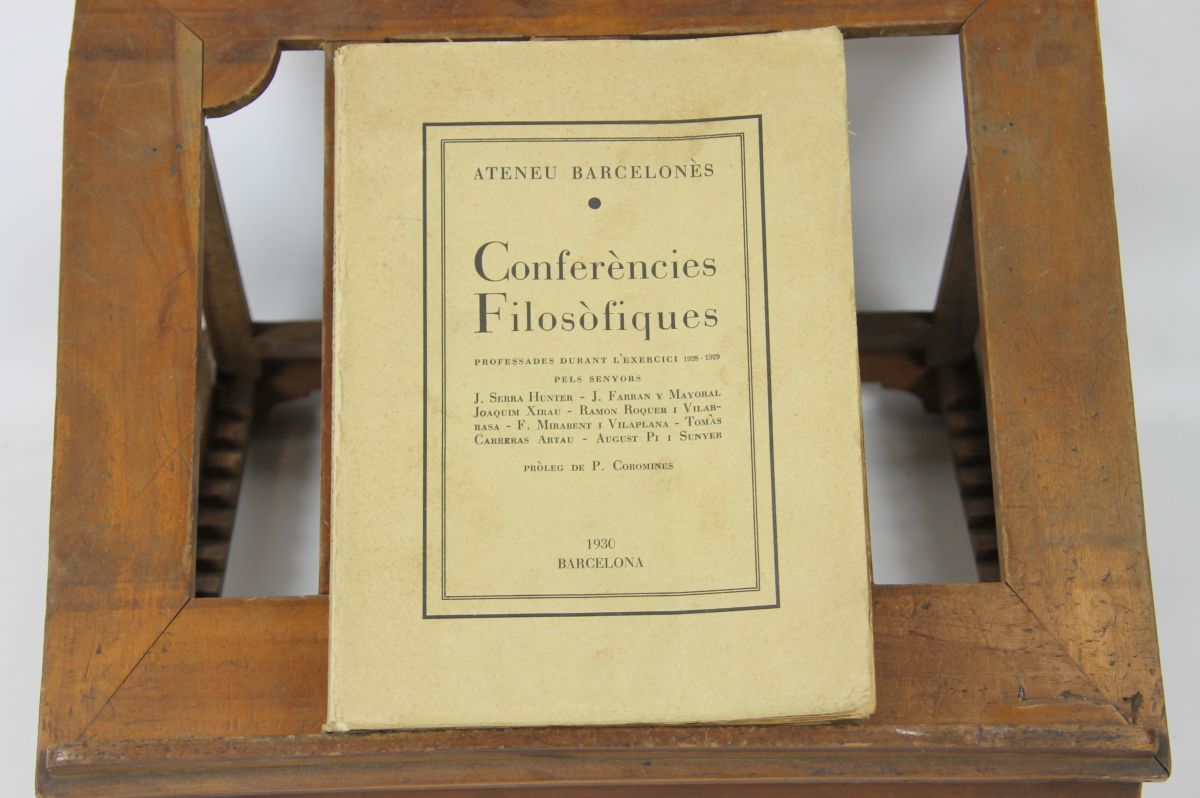 ATENEU BARCELONÈS
Conferències
Filosòfiques
PROFESSADES DURANT L'EXERCICI 1928-1929
PELS SENYORS
J. SERRA HUNTER - J. FARRAN Y MAYORAL
JOAQUIM XIRAU - RAMON ROQUER I VILAR-
RASA - F. MIRABENT I VILAPLANA - TOMÀS
CARRERAS ARTAU - AUGUST PI I SUNYER
PRÒLEG DE P. COROMINES
1930
BARCELONA